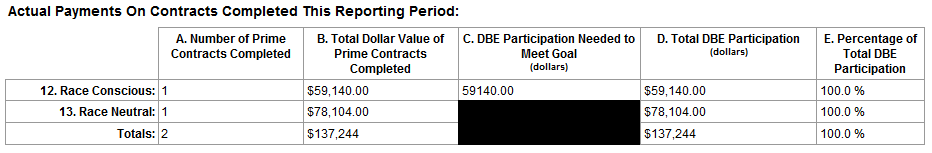 Actual Payments On Contracts Completed This Reporting Period:
A. Number of Prime Contracts Completed
B. Total Dollar Value of Prime Contracts Completed
C. DBE Participation Needed to Meet Goal (dollars)
D. Total DBE Participation (dollars)
E. Percentage of Total DBE Participation
12. Race Conscious: 1 $59,140.00 59140.00 $59,140.00 100.0 %
13. Race Neutral: 1 $78,104.00 $78,104.00 100.0 %
Totals: 2 $137,244 $137,244 100.0 %